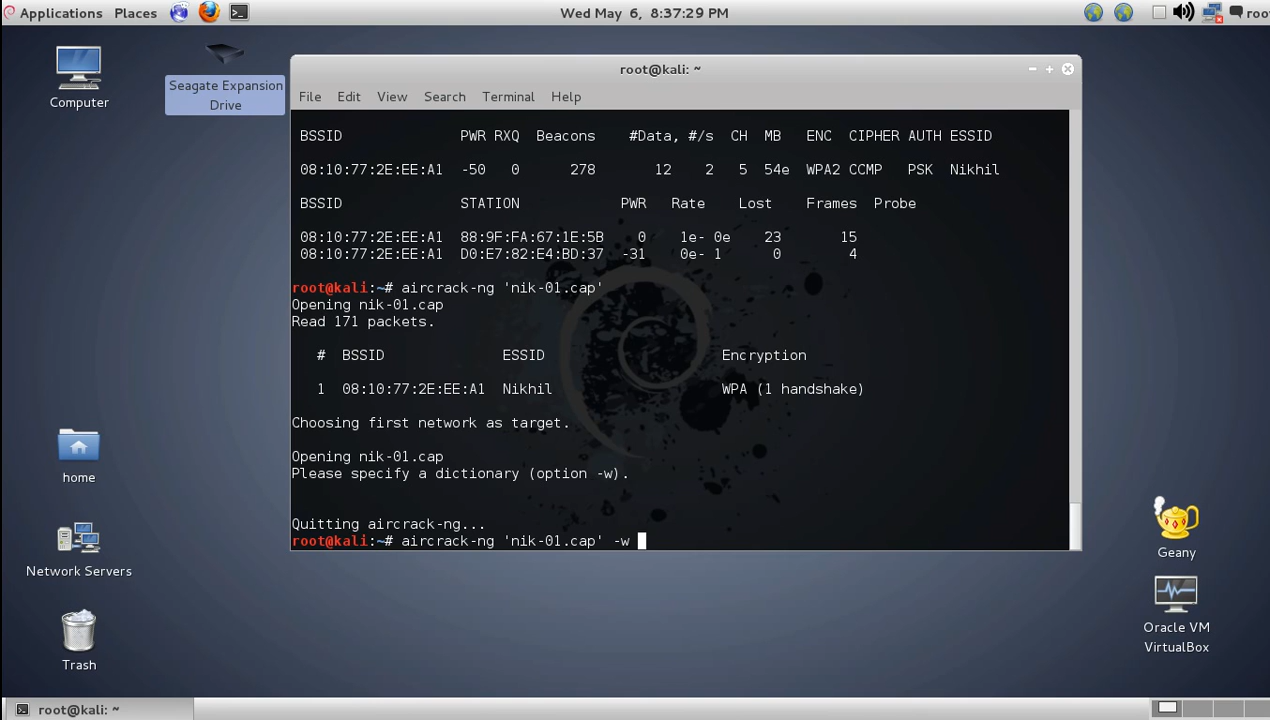 Applications Places Wed May 6, 8:37:29 PM root
Computer
Seagate Expansion
Drive
root@kali: ~
File Edit View Search Terminal Help
BSSID PWR RXQ Beacons #Data, #/s CH MB ENC CIPHER AUTH ESSID
08:10:77:2E:EE:A1 -50 0 278 12 2 5 54e WPA2 CCMP PSK Nikhil
BSSID STATION PWR Rate Lost Frames Probe
08:10:77:2E:EE:A1 88:9F:FA:67:1E:5B 0 1e- 0e 23 15
08:10:77:2E:EE:A1 D0:E7:82:E4:BD:37 -31 0e- 1 0 4
root@kali:~# aircrack-ng 'nik-01.cap'
Opening nik-01.cap
Read 171 packets.
# BSSID ESSID Encryption
1 08:10:77:2E:EE:A1 Nikhil WPA (1 handshake)
Choosing first network as target.
Opening nik-01.cap
Please specify a dictionary (option -w).
Quitting aircrack-ng...
root@kali:~# aircrack-ng 'nik-01.cap' -w
home
Network Servers
Trash
Geany
Oracle VM
VirtualBox
root@kali: ~